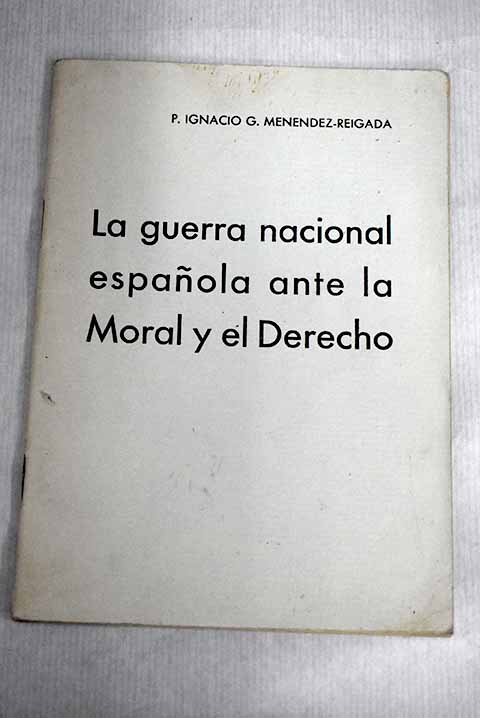 P. IGNACIO G. MENENDEZ-REIGADA
La guerra nacional
española ante la
Moral y el Derecho